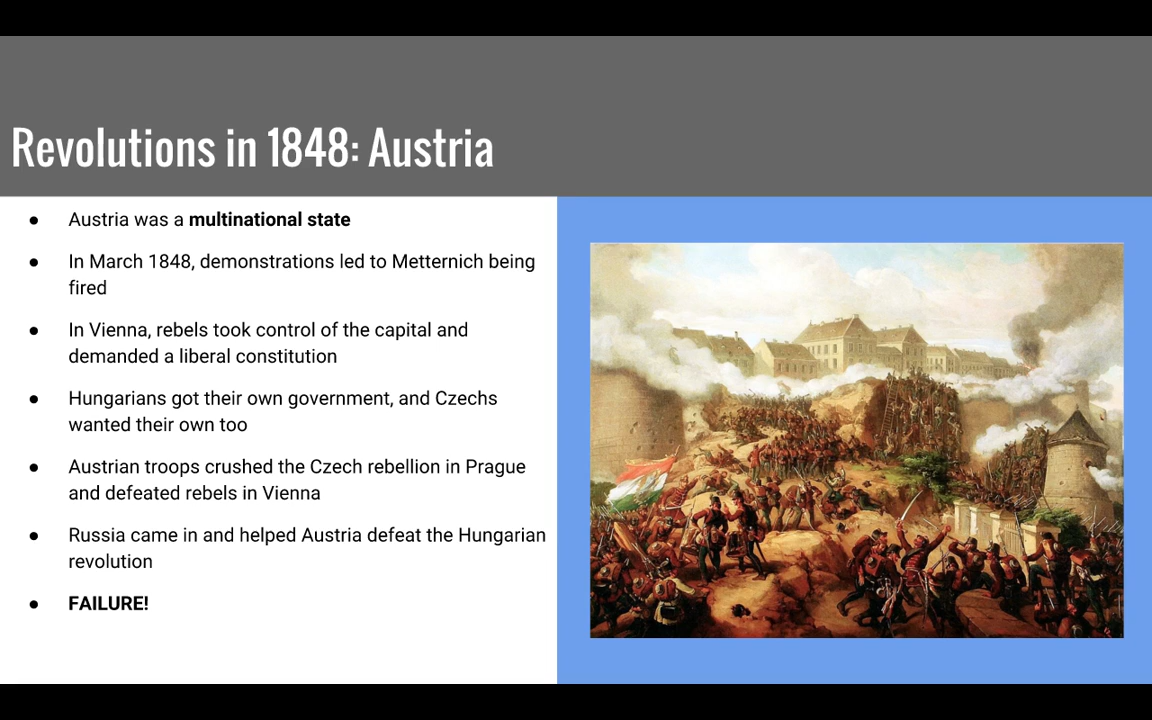 Revolutions in 1848: Austria
● Austria was a multinational state
● In March 1848, demonstrations led to Metternich being
fired
● In Vienna, rebels took control of the capital and
demanded a liberal constitution
● Hungarians got their own government, and Czechs
wanted their own too
● Austrian troops crushed the Czech rebellion in Prague
and defeated rebels in Vienna
● Russia came in and helped Austria defeat the Hungarian
revolution
● FAILURE!